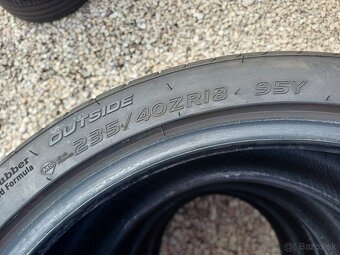 OUTSIDE
235/40ZR18 95Y
ubber
d Formula
Bazos.sk